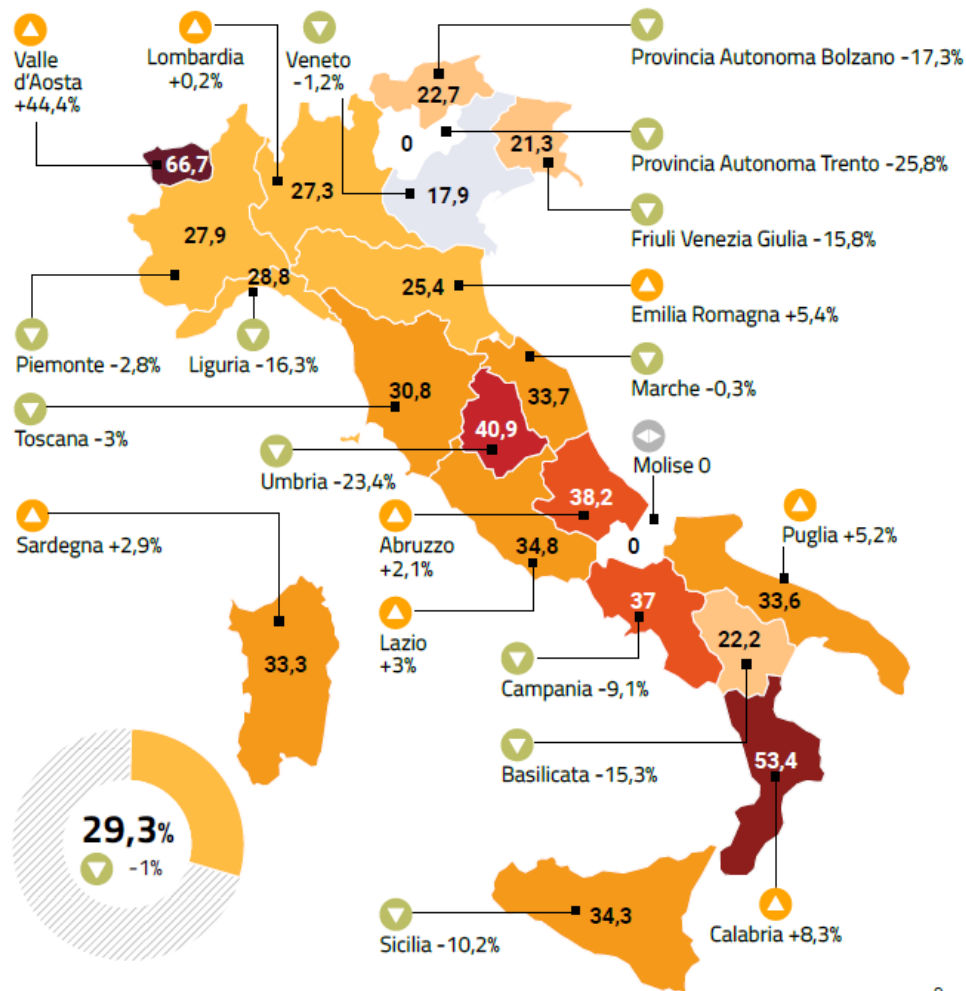 Valle
d'Aosta
+44,4%
Lombardia
+0,2%
Veneto
-1,2%
Provincia Autonoma Bolzano -17,3%
22,7
0
21,3
Provincia Autonoma Trento -25,8%
66,7
27,3
17,9
27,9
Friuli Venezia Giulia -15,8%
28,8
25,4
Emilia Romagna +5,4%
Piemonte -2,8%
Liguria -16,3%
Marche -0,3%
30,8
33,7
Toscana -3%
40,9
Molise 0
Umbria -23,4%
38,2
Puglia +5,2%
Sardegna +2,9%
Abruzzo
+2,1%
34,8
0
37
33,6
Lazio
+3%
22,2
33,3
Campania -9,1%
53,4
Basilicata -15,3%
29,3%
-1%
34,3
Sicilia -10,2%
Calabria +8,3%